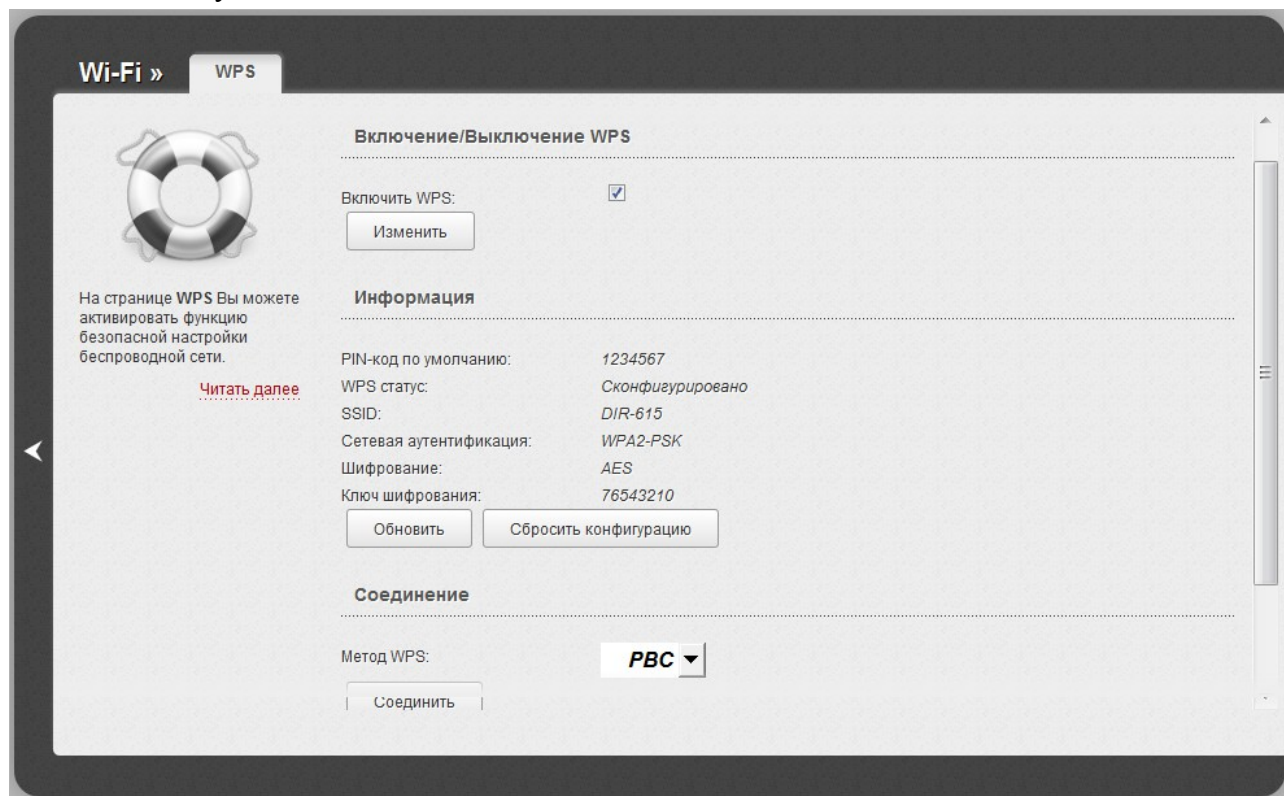 Wi-Fi » WPS
На странице WPS Вы можете
активировать функцию
безопасной настройки
беспроводной сети.
Читать далее
Включение/Выключение WPS
Включить WPS:
Изменить
Информация
PIN-код по умолчанию: 1234567
WPS статус: Сконфигурировано
SSID: DIR-615
Сетевая аутентификация: WPA2-PSK
Шифрование: AES
Ключ шифрования: 76543210
Обновить Сбросить конфигурацию
Соединение
Метод WPS: PBC
Соединить